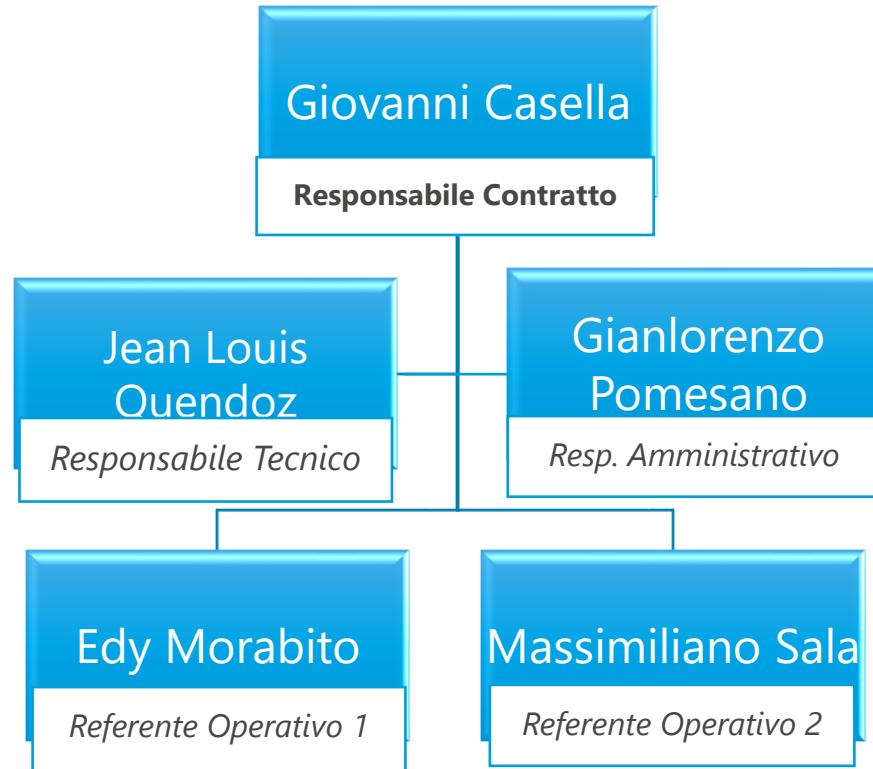 Giovanni Casella
Responsabile Contratto
Jean Louis
Quendoz
Responsabile Tecnico
Gianlorenzo
Pomesano
Resp. Amministrativo
Edy Morabito
Referente Operativo 1
Massimiliano Sala
Referente Operativo 2